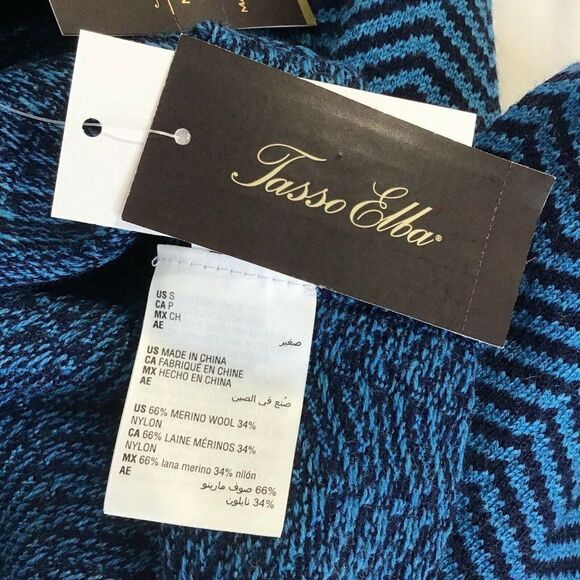 Tasso Elba®
US S
CA P
MX CH
AE
صغير
US MADE IN CHINA
CA FABRIQUÉ EN CHINE
MX HECHO EN CHINA
AE
صُنع في الصين
US 66% MERINO WOOL 34%
NYLON
CA 66% LAINE MÉRINOS 34%
NYLON
MX 66% lana merino 34% nilón
AE
66% صوف مارينو
34% نايلون